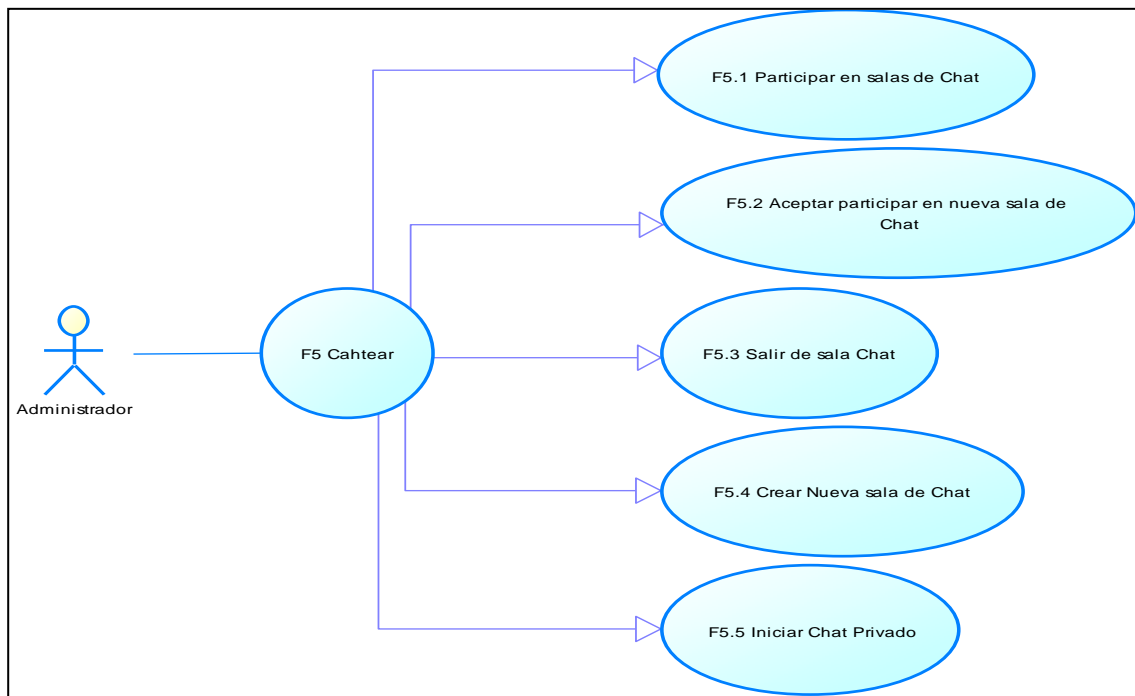 F5.1 Participar en salas de Chat
F5.2 Aceptar participar en nueva sala de
Chat
F5 Cahtear
F5.3 Salir de sala Chat
Administrador
F5.4 Crear Nueva sala de Chat
F5.5 Iniciar Chat Privado